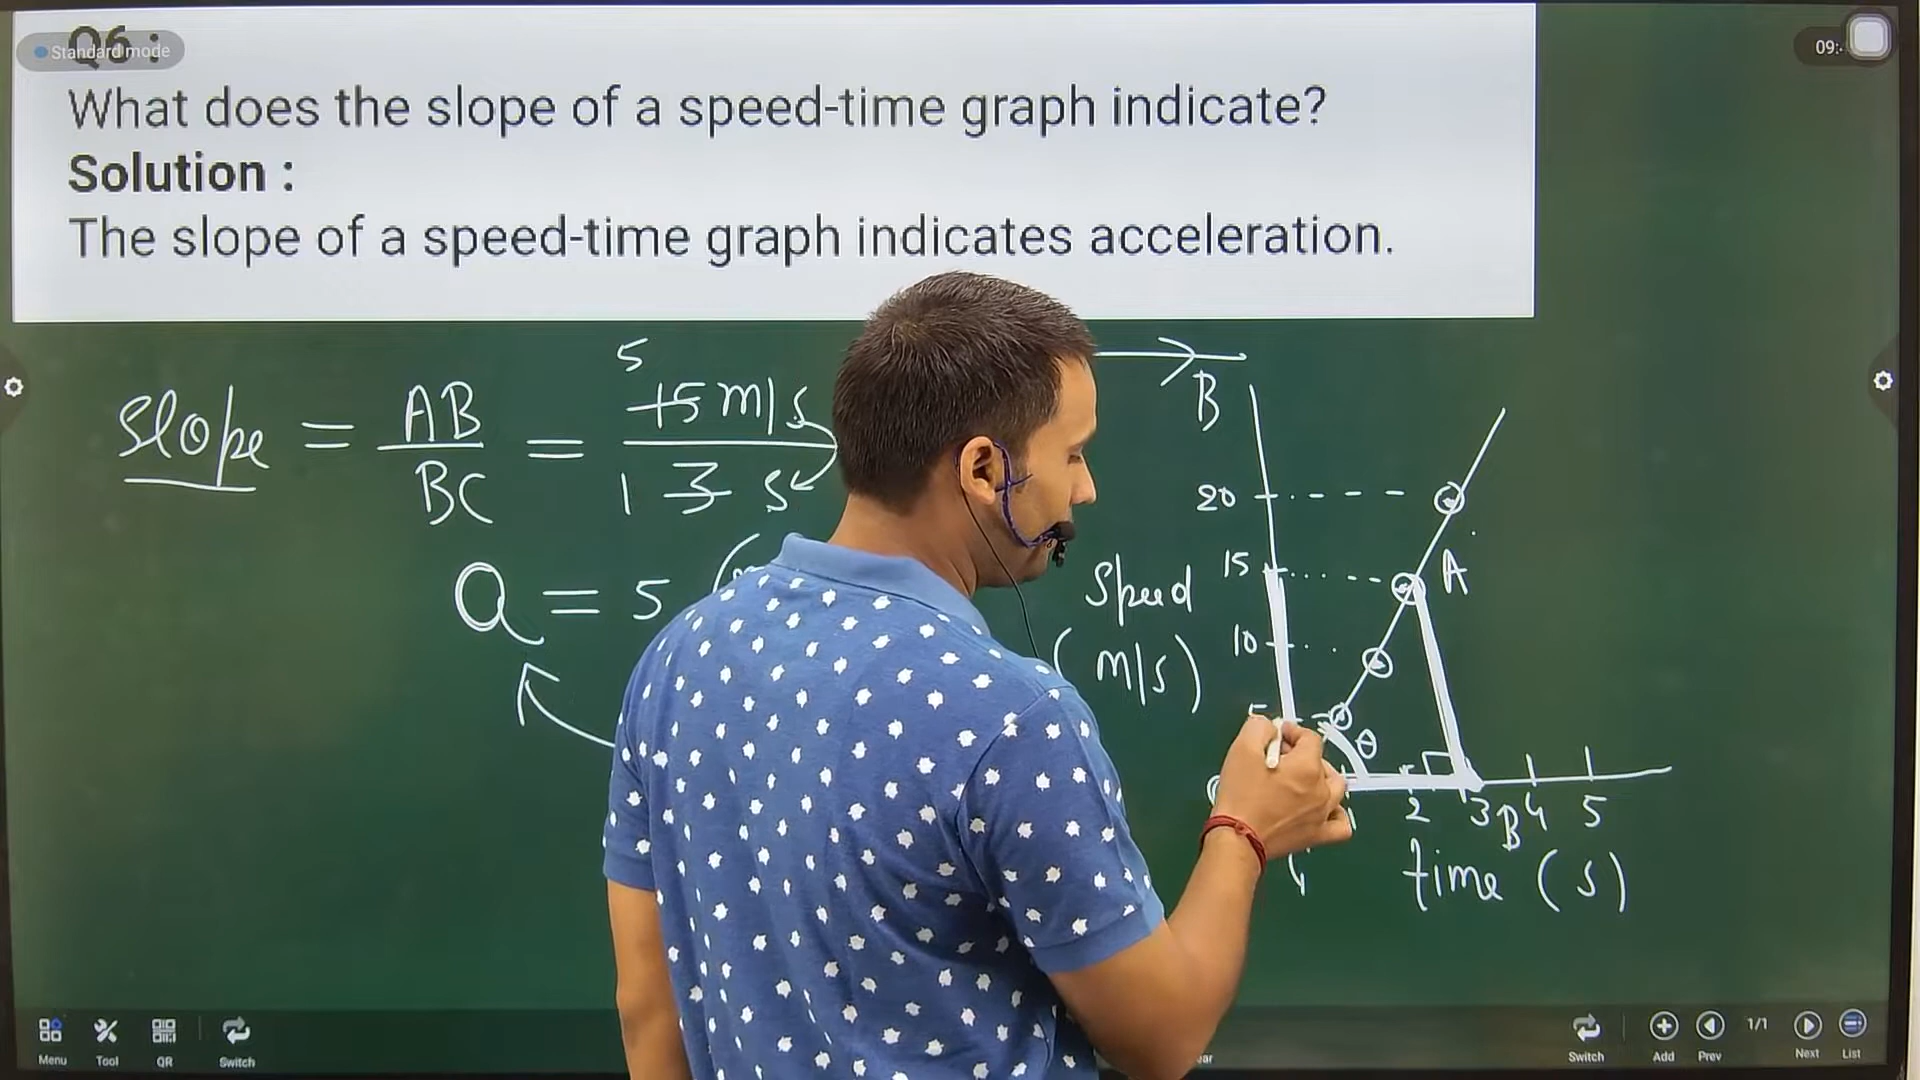 Q6 :
Standard mode
09:
What does the slope of a speed-time graph indicate?
Solution :
The slope of a speed-time graph indicates acceleration.
Slope = AB / BC = 15 m/s 5 / 3 s 1
a = 5
B
20
15
A
Speed
(m/s)
10
5
θ
2 3 B 4 5
time (s)
Menu Tool QR Switch
Switch Add Prev 1/1 Next List